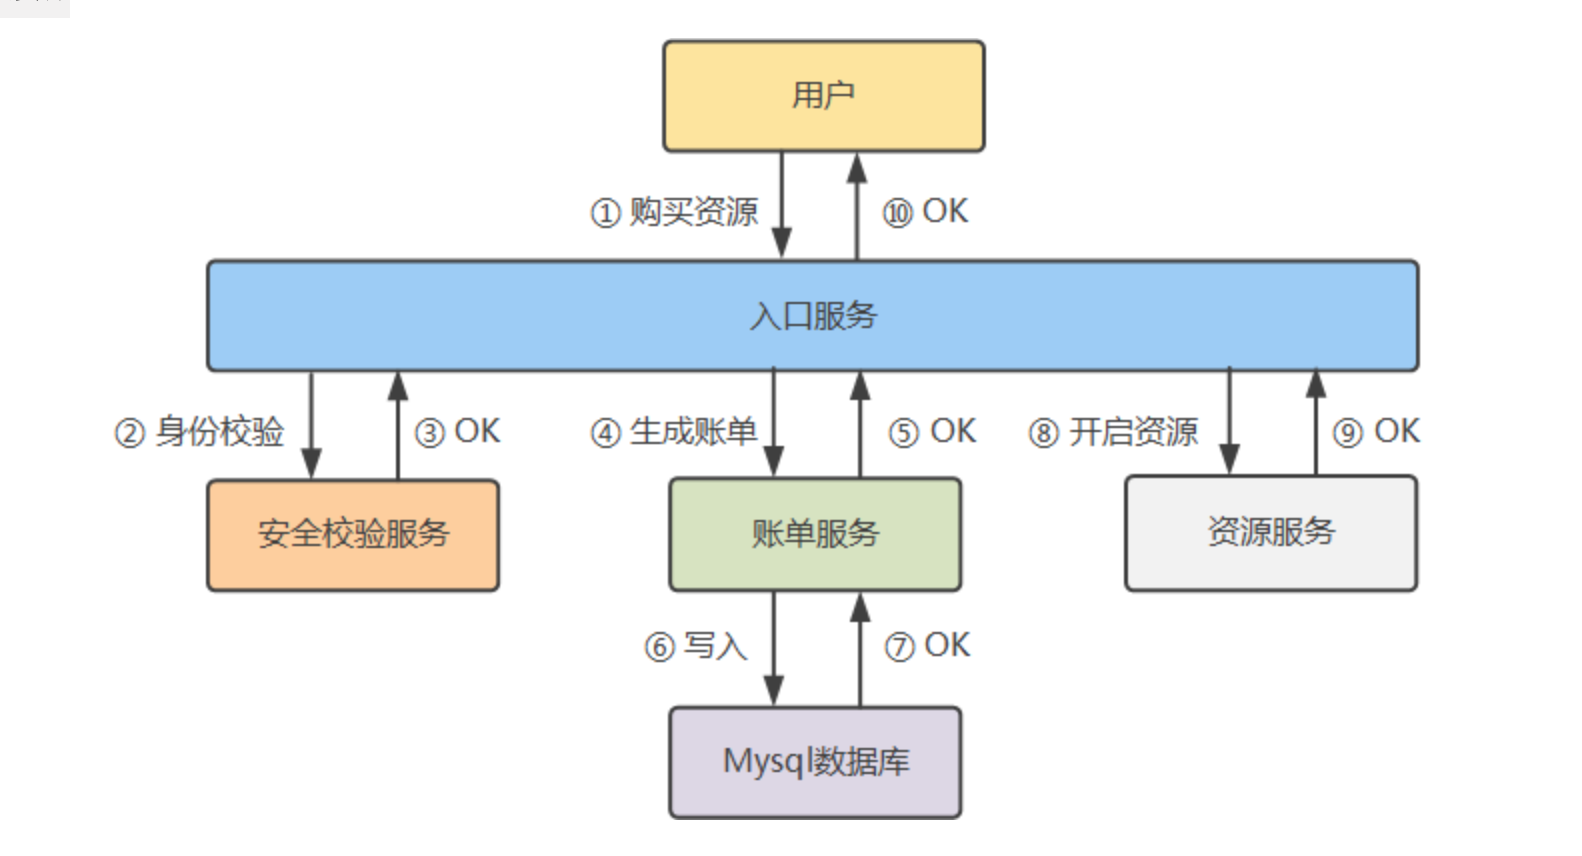 用户
① 购买资源
⑩ OK
入口服务
② 身份校验
③ OK
④ 生成账单
⑤ OK
⑧ 开启资源
⑨ OK
安全校验服务
账单服务
资源服务
⑥ 写入
⑦ OK
Mysql数据库